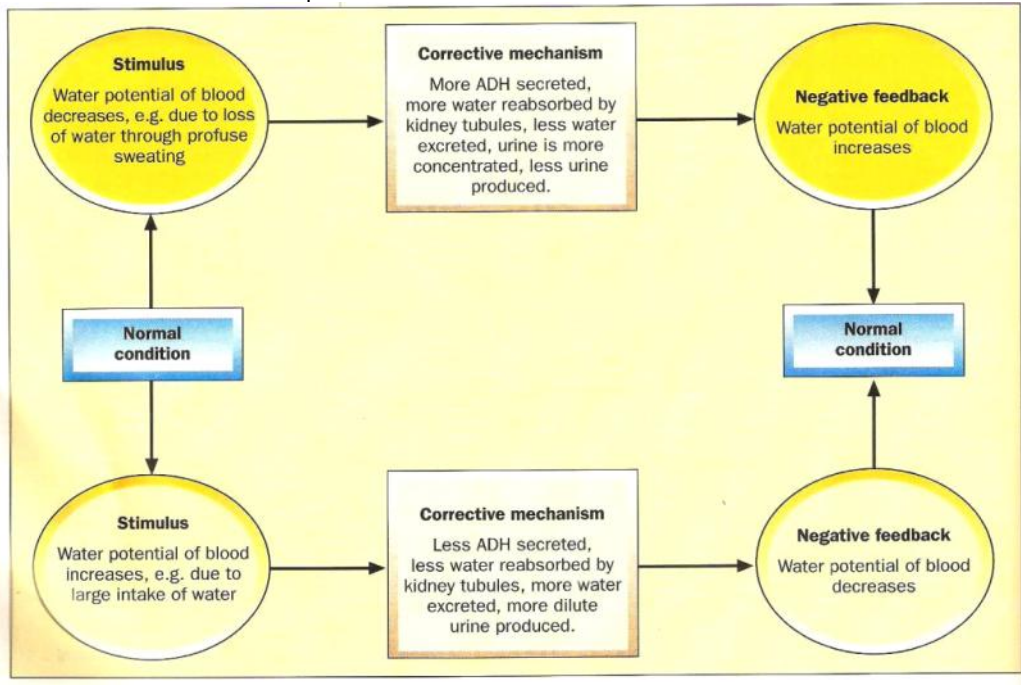 Stimulus
Water potential of blood
decreases, e.g. due to loss
of water through profuse
sweating
Corrective mechanism
More ADH secreted,
more water reabsorbed by
kidney tubules, less water
excreted, urine is more
concentrated, less urine
produced.
Negative feedback
Water potential of blood
increases
Normal
condition
Normal
condition
Stimulus
Water potential of blood
increases, e.g. due to
large intake of water
Corrective mechanism
Less ADH secreted,
less water reabsorbed by
kidney tubules, more water
excreted, more dilute
urine produced.
Negative feedback
Water potential of blood
decreases